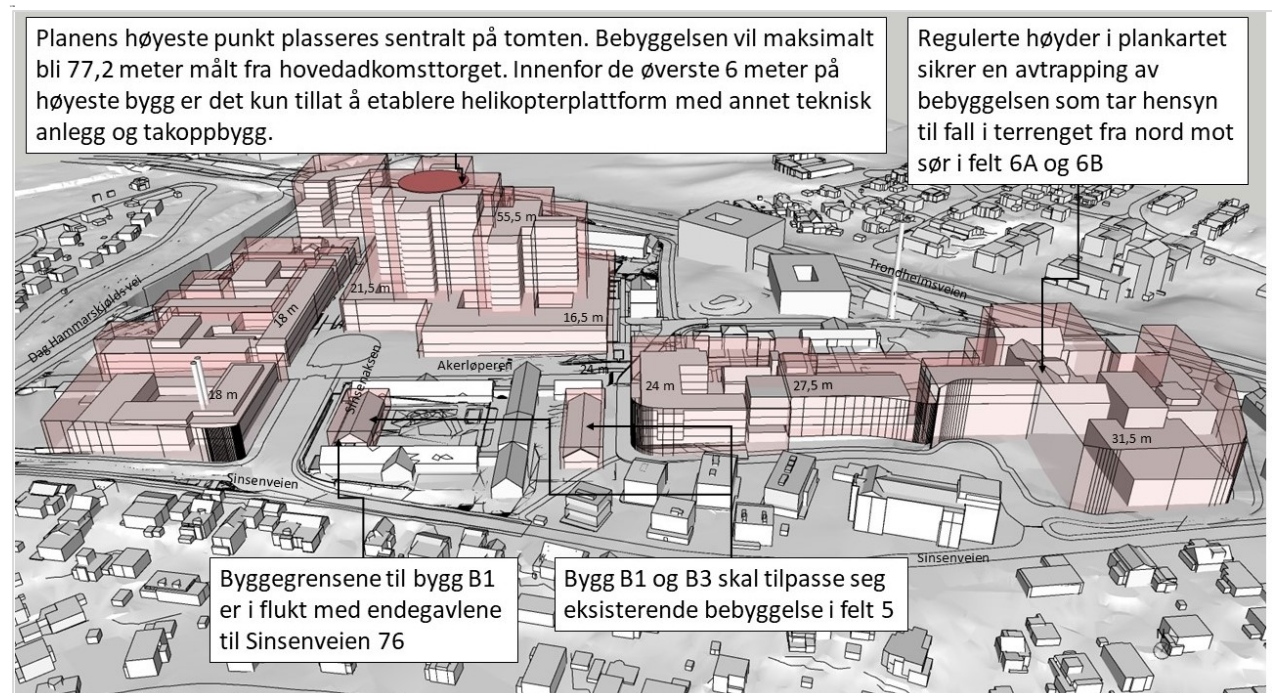 Planens høyeste punkt plasseres sentralt på tomten. Bebyggelsen vil maksimalt
bli 77,2 meter målt fra hovedadkomsttorget. Innenfor de øverste 6 meter på
høyeste bygg er det kun tillat å etablere helikopterplattform med annet teknisk
anlegg og takoppbygg.
Regulerte høyder i plankartet
sikrer en avtrapping av
bebyggelsen som tar hensyn
til fall i terrenget fra nord mot
sør i felt 6A og 6B
55,5 m
21,5 m
16,5 m
18 m
18 m
Dag Hammarskjølds vei
Trondheimsveien
Akerløperen
Sinsenaksen
24 m
24 m
27,5 m
31,5 m
Sinsenveien
Sinsenveien
Byggegrensene til bygg B1
er i flukt med endegavlene
til Sinsenveien 76
Bygg B1 og B3 skal tilpasse seg
eksisterende bebyggelse i felt 5